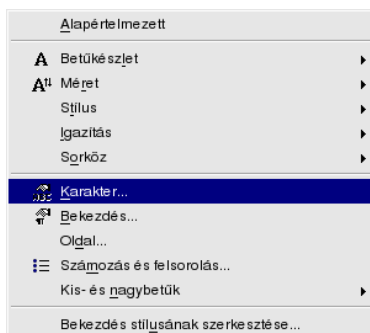 Alapértelmezett
Betűkészlet
Méret
Stílus
Igazítás
Sorköz
Karakter...
Bekezdés...
Oldal...
Számozás és felsorolás...
Kis- és nagybetűk
Bekezdés stílusának szerkesztése...